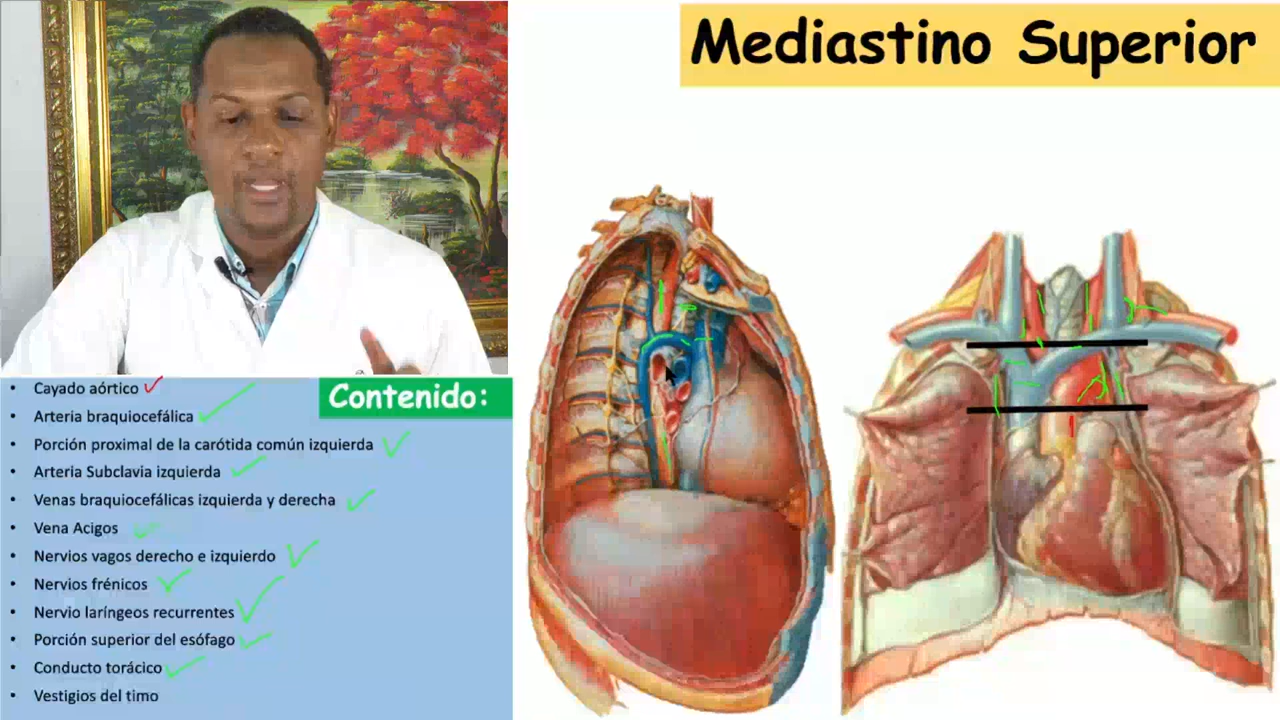 Mediastino Superior
Contenido:
• Cayado aórtico
• Arteria braquiocefálica
• Porción proximal de la carótida común izquierda
• Arteria Subclavia izquierda
• Venas braquiocefálicas izquierda y derecha
• Vena Acigos
• Nervios vagos derecho e izquierdo
• Nervios frénicos
• Nervio laríngeos recurrentes
• Porción superior del esófago
• Conducto torácico
• Vestigios del timo